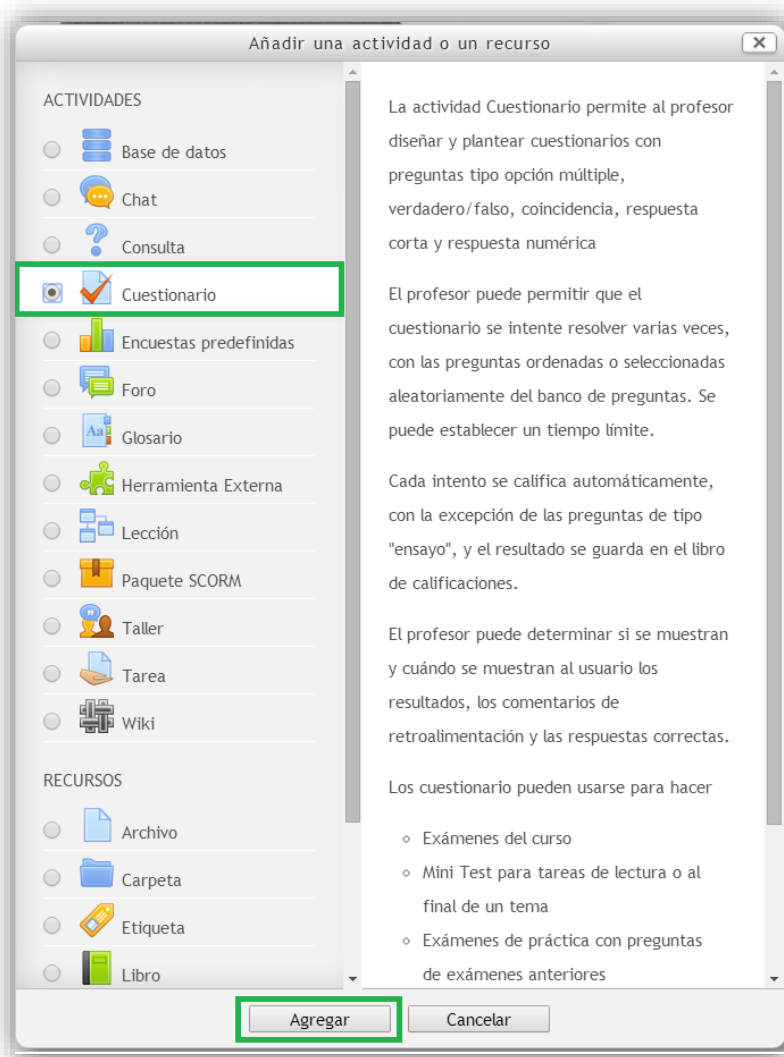 Añadir una actividad o un recurso
ACTIVIDADES
Base de datos
Chat
Consulta
Cuestionario
Encuestas predefinidas
Foro
Glosario
Herramienta Externa
Lección
Paquete SCORM
Taller
Tarea
Wiki
RECURSOS
Archivo
Carpeta
Etiqueta
Libro
La actividad Cuestionario permite al profesor
diseñar y plantear cuestionarios con
preguntas tipo opción múltiple,
verdadero/falso, coincidencia, respuesta
corta y respuesta numérica
El profesor puede permitir que el
cuestionario se intente resolver varias veces,
con las preguntas ordenadas o seleccionadas
aleatoriamente del banco de preguntas. Se
puede establecer un tiempo límite.
Cada intento se califica automáticamente,
con la excepción de las preguntas de tipo
"ensayo", y el resultado se guarda en el libro
de calificaciones.
El profesor puede determinar si se muestran
y cuándo se muestran al usuario los
resultados, los comentarios de
retroalimentación y las respuestas correctas.
Los cuestionario pueden usarse para hacer
Exámenes del curso
Mini Test para tareas de lectura o al
final de un tema
Exámenes de práctica con preguntas
de exámenes anteriores
Agregar
Cancelar